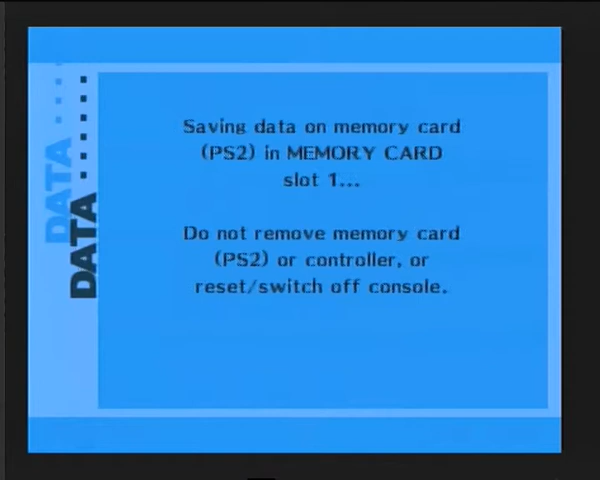 DATA
DATA
Saving data on memory card
(PS2) in MEMORY CARD
slot 1...
Do not remove memory card
(PS2) or controller, or
reset/switch off console.